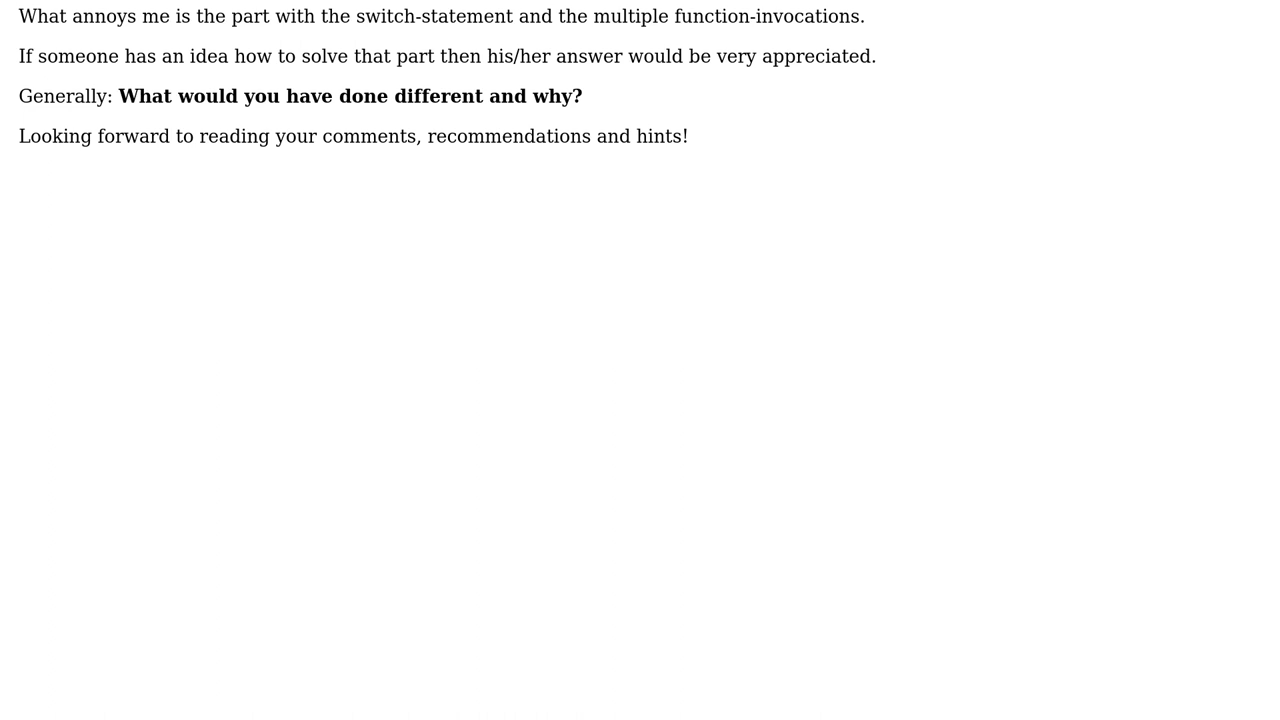 What annoys me is the part with the switch-statement and the multiple function-invocations.
If someone has an idea how to solve that part then his/her answer would be very appreciated.
Generally: What would you have done different and why?
Looking forward to reading your comments, recommendations and hints!